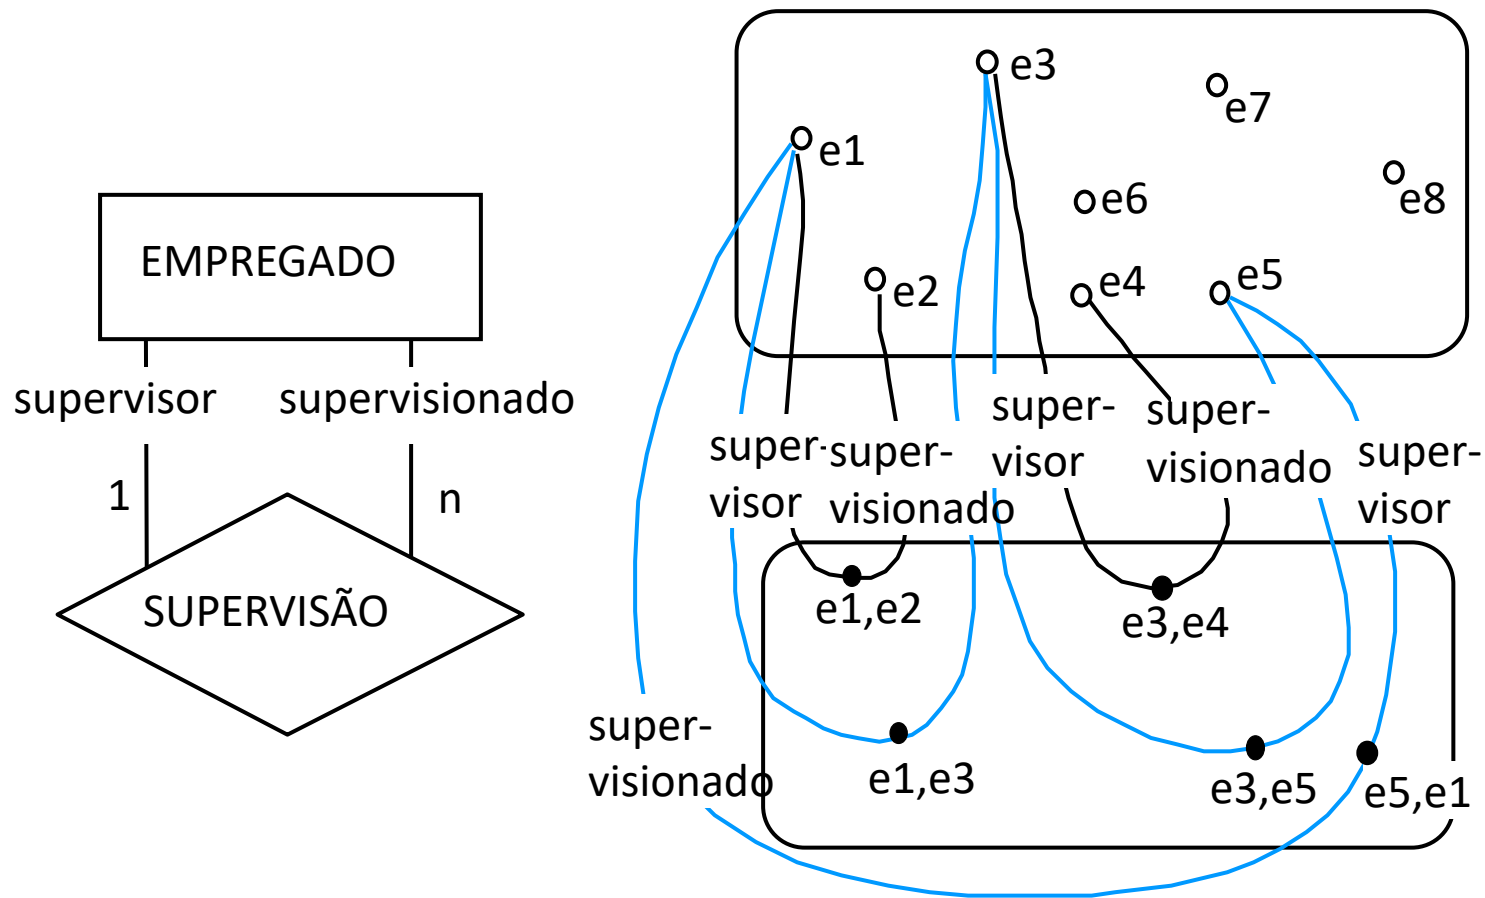 EMPREGADO
supervisor
supervisionado
1
n
SUPERVISÃO
e3
e7
e1
e6
e8
e2
e4
e5
super-
visor
super-
visionado
super-
visor
super-
visionado
super-
visor
e1,e2
e3,e4
super-
visionado
e1,e3
e3,e5
e5,e1